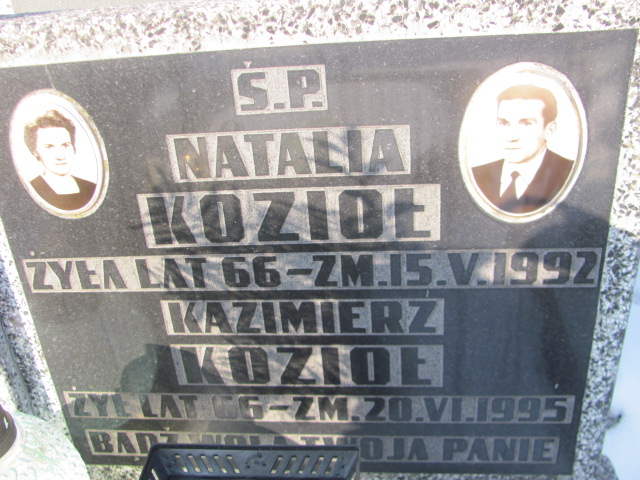 Ś.P.
NATALIA
KOZIOŁ
ŻYŁA LAT 66-ZM.15.V.1992
KAZIMIERZ
KOZIOŁ
ŻYŁ LAT 66-ZM.20.VI.1995
BĄDŹ WOLA TWOJA PANIE